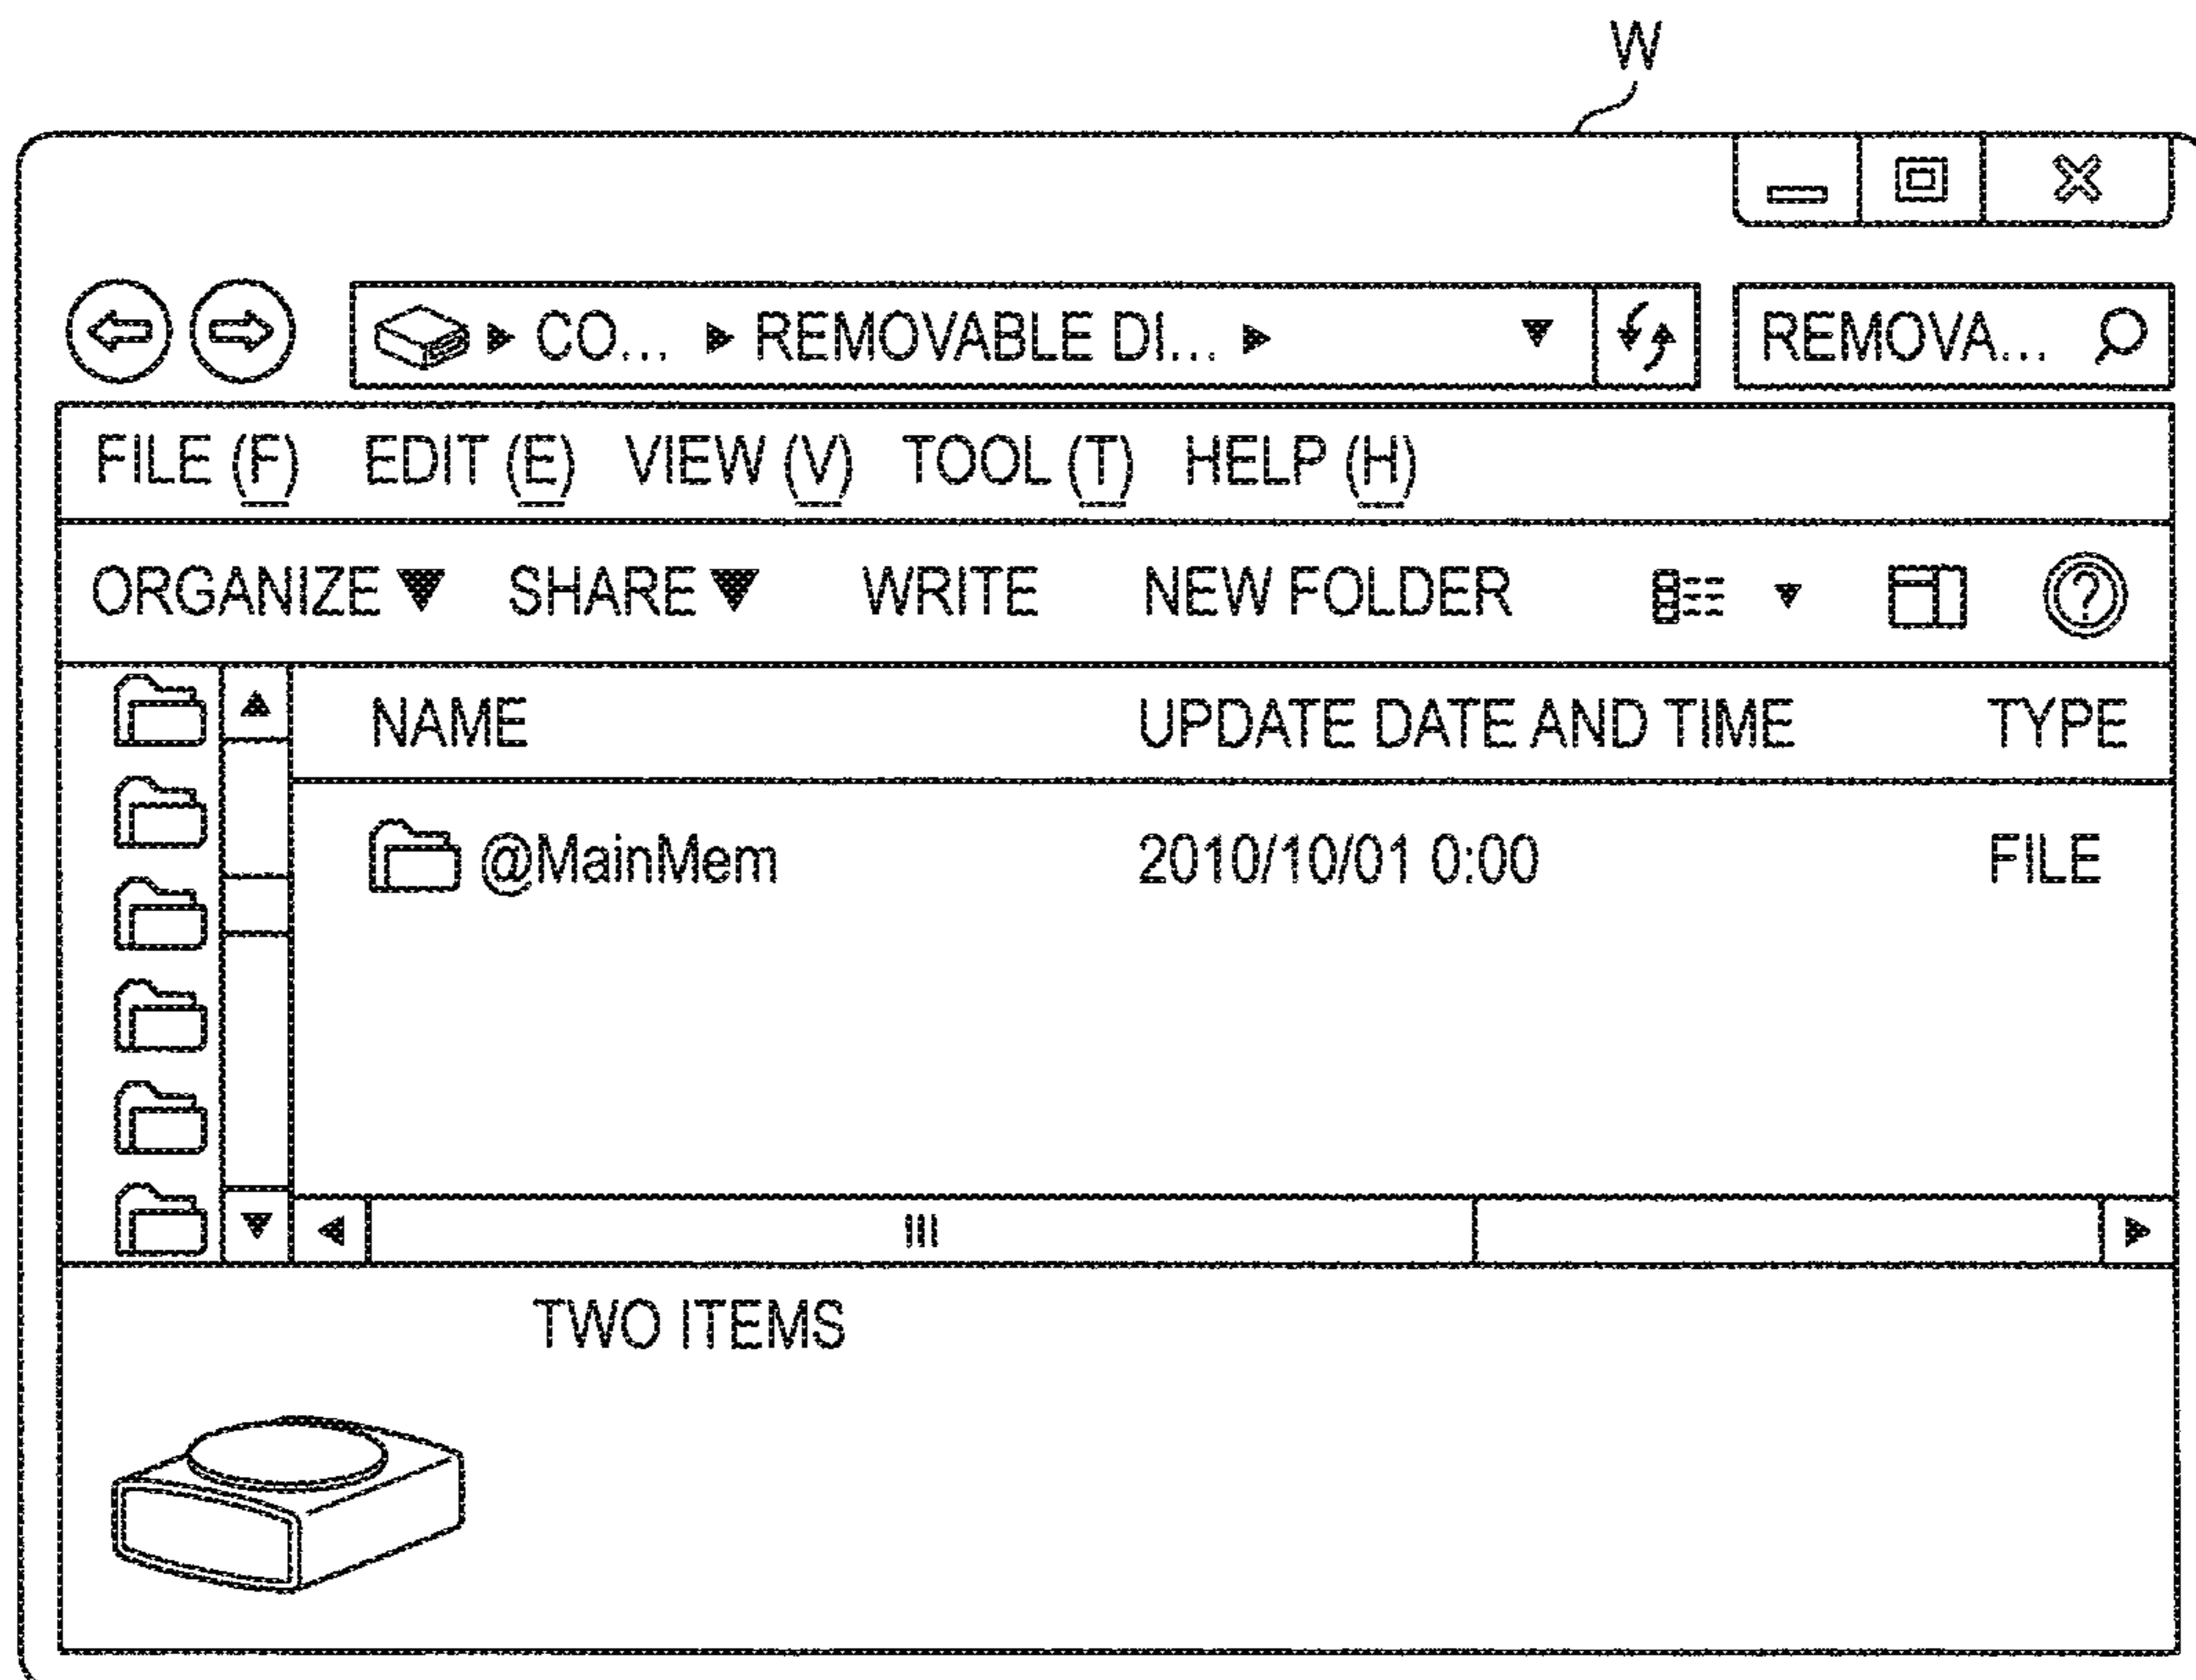 W
CO... REMOVABLE DI... REMOVA...
FILE (F) EDIT (E) VIEW (V) TOOL (T) HELP (H)
ORGANIZE SHARE WRITE NEW FOLDER ?
NAME UPDATE DATE AND TIME TYPE
@MainMem 2010/10/01 0:00 FILE
TWO ITEMS